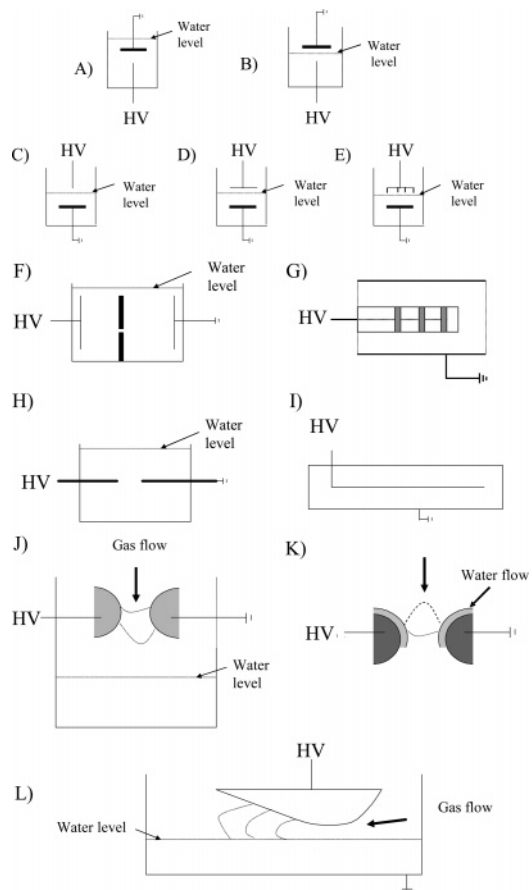 Water
level
A)
HV
Water
level
B)
HV
C)
HV
Water
level
D)
HV
Water
level
E)
HV
Water
level
F)
Water
level
HV
G)
HV
H)
Water
level
HV
I)
HV
J)
Gas flow
HV
Water
level
K)
Water flow
HV
HV
L)
Gas flow
Water level